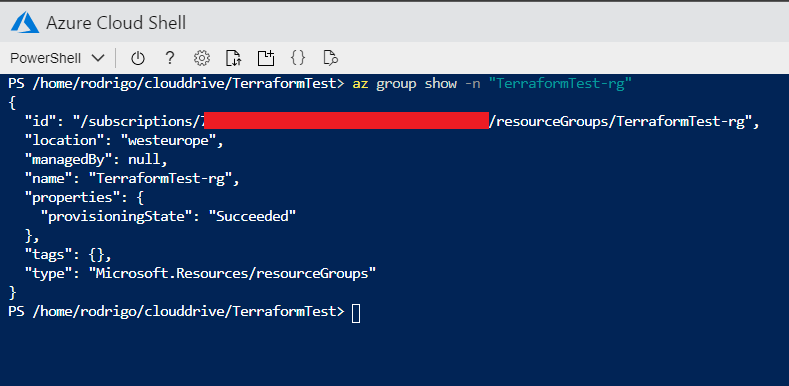 Azure Cloud Shell
PowerShell ? {}
PS /home/rodrigo/clouddrive/TerraformTest> az group show -n "TerraformTest-rg"
{
  "id": "/subscriptions/7 /resourceGroups/TerraformTest-rg",
  "location": "westeurope",
  "managedBy": null,
  "name": "TerraformTest-rg",
  "properties": {
    "provisioningState": "Succeeded"
  },
  "tags": {},
  "type": "Microsoft.Resources/resourceGroups"
}
PS /home/rodrigo/clouddrive/TerraformTest>